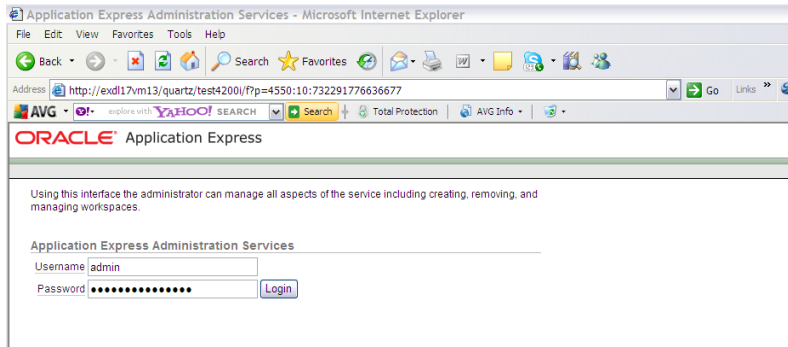 Application Express Administration Services - Microsoft Internet Explorer
File Edit View Favorites Tools Help
Back Search Favorites
Address http://exdl17vm13/quartz/test4200i/f?p=4550:10:732291776636677 Go Links »
AVG explore with YAHOO! SEARCH Search Total Protection AVG Info
ORACLE Application Express
Using this interface the administrator can manage all aspects of the service including creating, removing, and
managing workspaces.
Application Express Administration Services
Username admin
Password ●●●●●●●●●●●●●●● Login